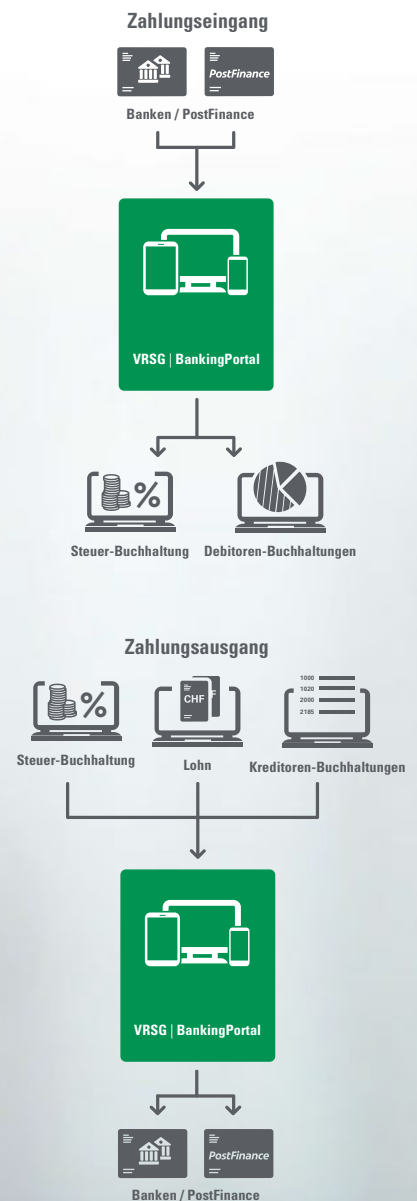 Zahlungseingang
PostFinance
Banken / PostFinance
VRSG | BankingPortal
Steuer-Buchhaltung
Debitoren-Buchhaltungen
Zahlungsausgang
CHF
F
1000
1020
2000
2185
Steuer-Buchhaltung
Lohn
Kreditoren-Buchhaltungen
VRSG | BankingPortal
PostFinance
Banken / PostFinance